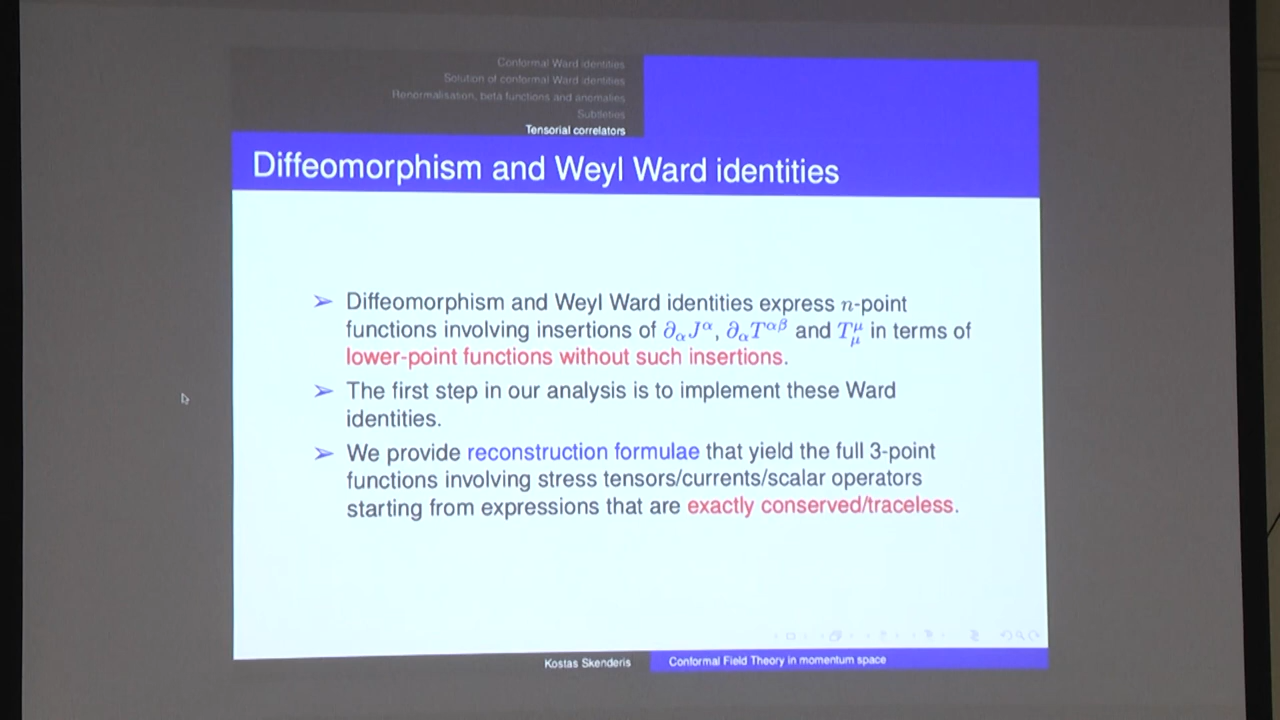 Conformal Ward identities
Solution of conformal Ward identities
Renormalisation, beta functions and anomalies
Subtleties
Tensorial correlators
Diffeomorphism and Weyl Ward identities
➢ Diffeomorphism and Weyl Ward identities express n-point
functions involving insertions of ∂_α J^α, ∂_α T^{αβ} and T^μ_μ in terms of
lower-point functions without such insertions.
➢ The first step in our analysis is to implement these Ward
identities.
➢ We provide reconstruction formulae that yield the full 3-point
functions involving stress tensors/currents/scalar operators
starting from expressions that are exactly conserved/traceless.
Kostas Skenderis Conformal Field Theory in momentum space